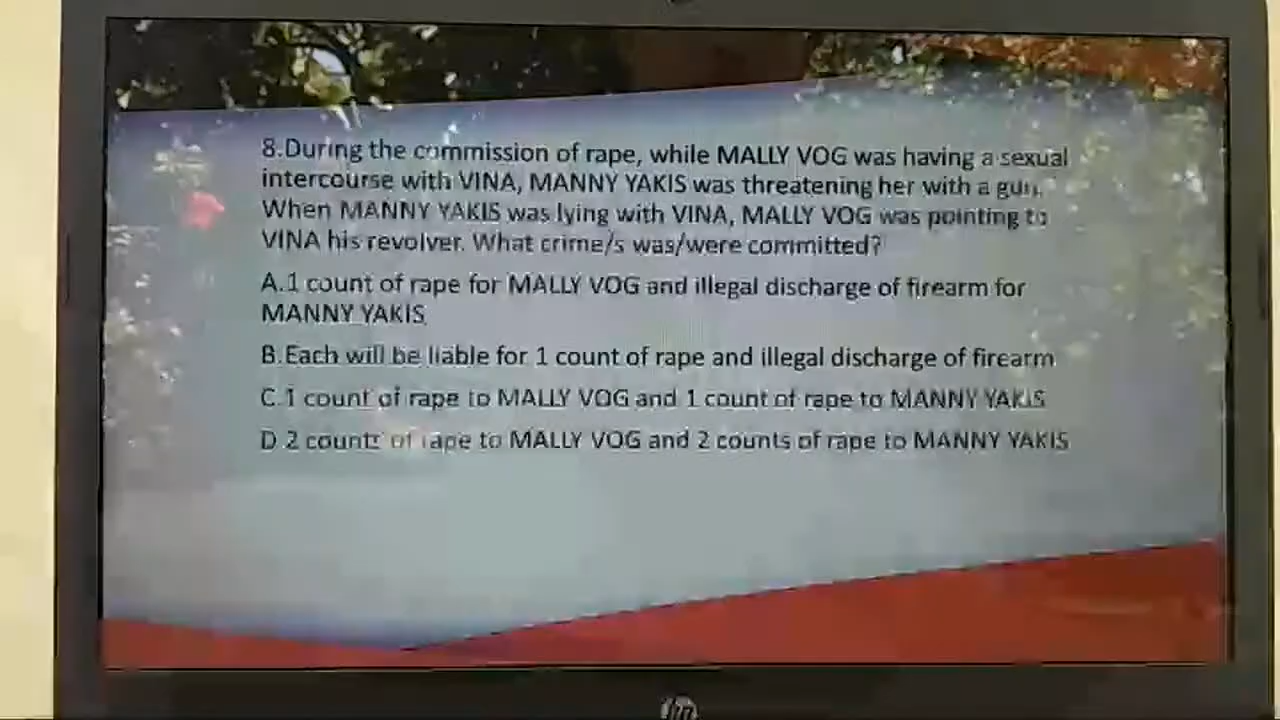 8.During the commission of rape, while MALLY VOG was having a sexual
intercourse with VINA, MANNY YAKIS was threatening her with a gun.
When MANNY YAKIS was lying with VINA, MALLY VOG was pointing to
VINA his revolver. What crime/s was/were committed?
A.1 count of rape for MALLY VOG and illegal discharge of firearm for
MANNY YAKIS
B.Each will be liable for 1 count of rape and illegal discharge of firearm
C.1 count of rape to MALLY VOG and 1 count of rape to MANNY YAKIS
D.2 counts of rape to MALLY VOG and 2 counts of rape to MANNY YAKIS
hp